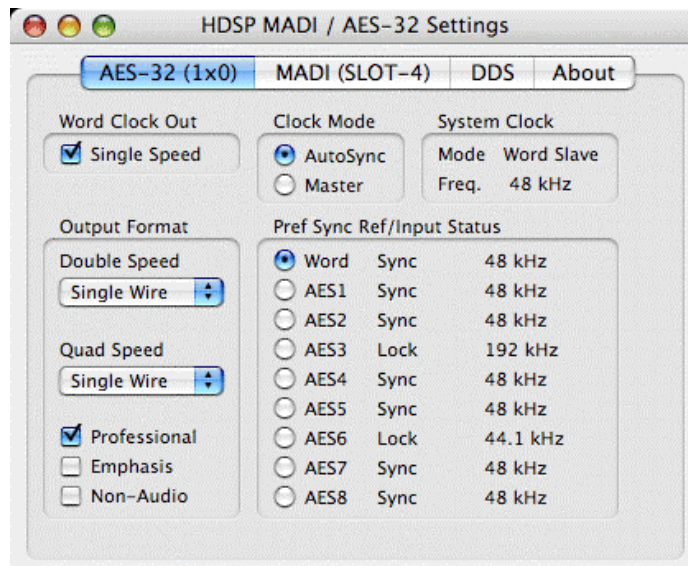 HDSP MADI / AES-32 Settings
AES-32 (1x0) MADI (SLOT-4) DDS About
Word Clock Out
Single Speed
Clock Mode
AutoSync
Master
System Clock
Mode Word Slave
Freq. 48 kHz
Output Format
Double Speed
Single Wire
Quad Speed
Single Wire
Professional
Emphasis
Non-Audio
Pref Sync Ref/Input Status
Word Sync 48 kHz
AES1 Sync 48 kHz
AES2 Sync 48 kHz
AES3 Lock 192 kHz
AES4 Sync 48 kHz
AES5 Sync 48 kHz
AES6 Lock 44.1 kHz
AES7 Sync 48 kHz
AES8 Sync 48 kHz